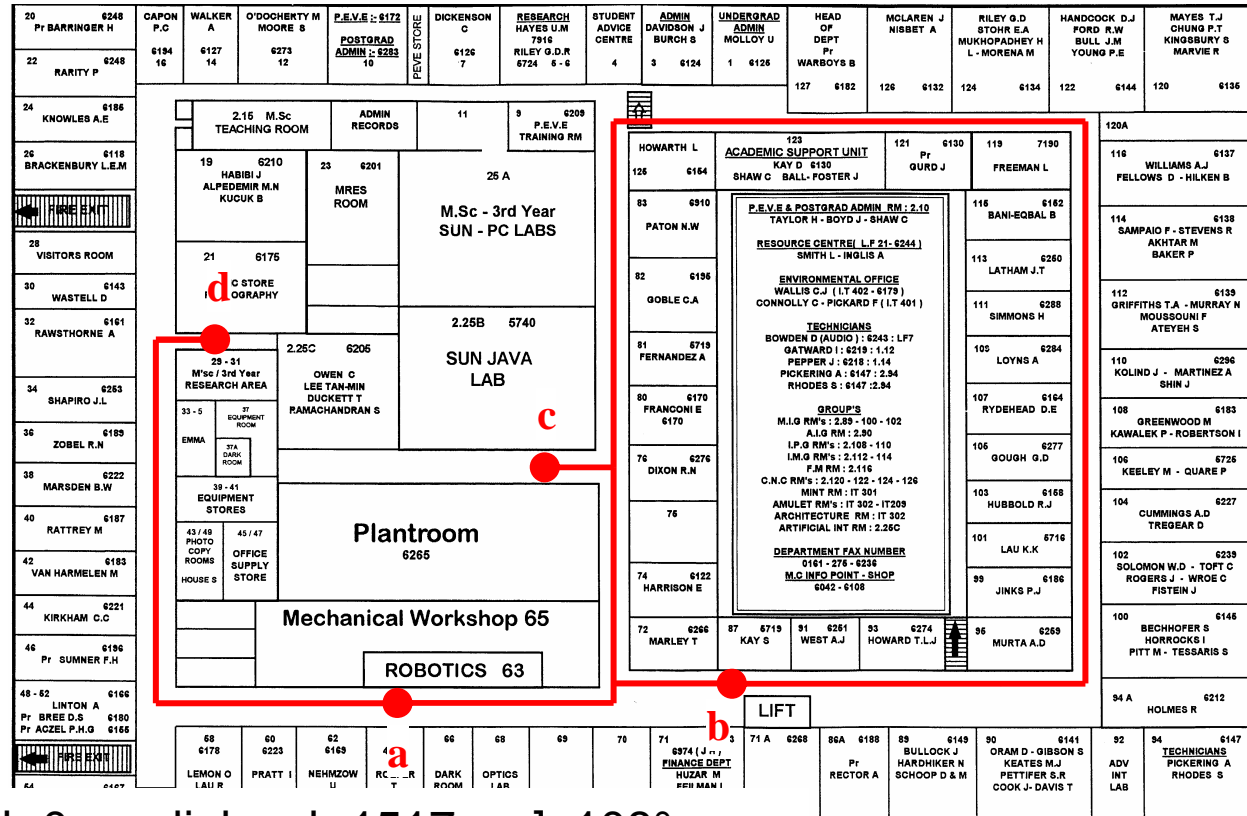 20 6248
Pr BARRINGER H
22 6248
RARITY P
24 6185
KNOWLES A.E
26 6118
BRACKENBURY L.E.M
FIRE EXIT
28
VISITORS ROOM
30 6143
WASTELL D
32 6161
RAWSTHORNE A
34 6253
SHAPIRO J.L
36 6189
ZOBEL R.N
38 6222
MARSDEN B.W
40 6187
RATTREY M
42 6183
VAN HARMELEN M
44 6221
KIRKHAM C.C
46 6196
Pr SUMNER F.H
48 - 52 6166
LINTON A
Pr BREE D.S 6180
Pr ACZEL P.H.G 6155
FIRE EXIT
CAPON
P.C
6194
16
WALKER
A
6127
14
O'DOCHERTY M
MOORE S
6273
12
P.E.V.E :- 6172
POSTGRAD
ADMIN :- 6283
10
PEVE STORE
DICKENSON
C
6126
7
RESEARCH
HAYES U.M
7916
RILEY G.D.R
5724 5 - 6
STUDENT
ADVICE
CENTRE
4
ADMIN
DAVIDSON J
BURCH S
3 6124
UNDERGRAD
ADMIN
MOLLOY U
1 6125
HEAD
OF
DEPT
Pr
WARBOYS B
127 6182
MCLAREN J
NISBET A
126 6132
RILEY G.D
STOHR E.A
MUKHOPADHEY H
L - MORENA M
124 6134
HANDCOCK D.J
FORD R.W
BULL J.M
YOUNG P.E
122 6144
MAYES T.J
CHUNG P.T
KINGSBURY S
MARVIE R
120 6135
2.15 M.Sc
TEACHING ROOM
ADMIN
RECORDS
11
9 6209
P.E.V.E
TRAINING RM
19 6210
HABIBI J
ALPEDEMIR M.N
KUCUK B
23 6201
MRES
ROOM
25 A
M.Sc - 3rd Year
SUN - PC LABS
21 6175
C STORE
OGRAPHY
d
2.25B 5740
SUN JAVA
LAB
29 - 31
M'sc / 3rd Year
RESEARCH AREA
2.25C 6205
OWEN C
LEE TAN-MIN
DUCKETT T
RAMACHANDRAN S
33 - 5
EMMA
37
EQUIPMENT
ROOM
37A
DARK
ROOM
39 - 41
EQUIPMENT
STORES
c
43 / 49
PHOTO
COPY
ROOMS
HOUSE S
45 / 47
OFFICE
SUPPLY
STORE
Plantroom
6265
Mechanical Workshop 65
ROBOTICS 63
HOWARTH L
125 6154
123
ACADEMIC SUPPORT UNIT
KAY D 6130
SHAW C BALL- FOSTER J
121 6130
Pr
GURD J
119 7190
FREEMAN L
83 6910
PATON N.W
82 6195
GOBLE C.A
81 5719
FERNANDEZ A
80 6170
FRANCONI E
6170
76 6276
DIXON R.N
75
74 6122
HARRISON E
72 6266
MARLEY T
P.E.V.E & POSTGRAD ADMIN RM : 2.10
TAYLOR H - BOYD J - SHAW C
RESOURCE CENTRE( L.F 21- 6244 )
SMITH L - INGLIS A
ENVIRONMENTAL OFFICE
WALLIS C.J ( I.T 402 - 6179 )
CONNOLLY C - PICKARD F ( I.T 401 )
TECHNICIANS
BOWDEN D (AUDIO ) : 6243 : LF7
GATWARD I : 6219 : 1.12
PEPPER J : 6218 : 1.14
PICKERING A : 6147 : 2.94
RHODES S : 6147 :2.94
GROUP'S
M.I.G RM's : 2.89 - 100 - 102
A.I.G RM : 2.90
I.P.G RM's : 2.108 - 110
I.M.G RM's : 2.112 - 114
F.M RM : 2.116
C.N.C RM's : 2.120 - 122 - 124 - 126
MINT RM : IT 301
AMULET RM's : IT 302 - IT209
ARCHITECTURE RM : IT 302
ARTIFICIAL INT RM : 2.25C
DEPARTMENT FAX NUMBER
0161 - 275 - 6236
M.C INFO POINT - SHOP
6042 - 6108
115 6152
BANI-EQBAL B
113 6250
LATHAM J.T
111 6288
SIMMONS H
6284
LOYNS A
107 6164
RYDEHEAD D.E
105 6277
GOUGH G.D
103 6158
HUBBOLD R.J
101 5716
LAU K.K
99 6186
JINKS P.J
95 6259
MURTA A.D
87 5719
KAY S
91 6251
WEST A.J
93 6274
HOWARD T.L.J
120A
116 6137
WILLIAMS A.J
FELLOWS D - HILKEN B
114 6138
SAMPAIO F - STEVENS R
AKHTAR M
BAKER P
112 6139
GRIFFITHS T.A - MURRAY N
MOUSSOUNI F
ATEYEH S
110 6296
KOLIND J - MARTINEZ A
SHIN J
108 6183
GREENWOOD M
KAWALEK P - ROBERTSON I
106 5725
KEELEY M - QUARE P
104 6227
CUMMINGS A.D
TREGEAR D
102 6239
SOLOMON W.D - TOFT C
ROGERS J - WROE C
FISTEIN J
100 6145
BECHHOFER S
HORROCKS I
PITT M - TESSARIS S
94 A 6212
HOLMES R
LIFT
b
a
58
6178
LEMON O
LAU R
60
6223
PRATT I
62
6169
NEHMZOW
U
66
DARK
ROOM
68
OPTICS
LAB
69
70
71 3
6974 ( J H )
FINANCE DEPT
HUZAR M
71 A 6268
86A 6188
Pr
RECTOR A
89 6149
BULLOCK J
HARDHIKER N
SCHOOP D & M
90 6141
ORAM D - GIBSON S
KEATES M.J
PETTIFER S.R
COOK J- DAVIS T
92
ADV
INT
LAB
94 6147
TECHNICIANS
PICKERING A
RHODES S